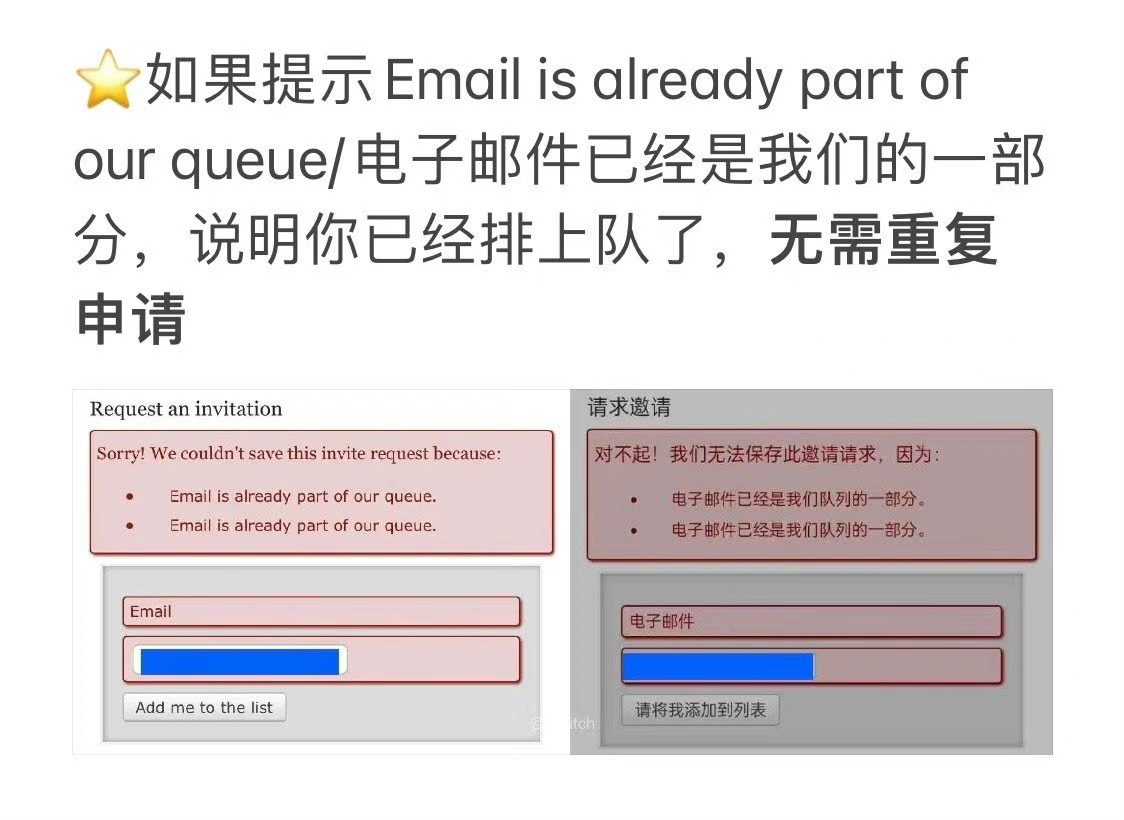 ⭐如果提示Email is already part of
our queue/电子邮件已经是我们的一部
分，说明你已经排上队了，无需重复
申请
Request an invitation
Sorry! We couldn't save this invite request because:
• Email is already part of our queue.
• Email is already part of our queue.
Email
Add me to the list
请求邀请
对不起！我们无法保存此邀请请求，因为：
• 电子邮件已经是我们队列的一部分。
• 电子邮件已经是我们队列的一部分。
电子邮件
请将我添加到列表